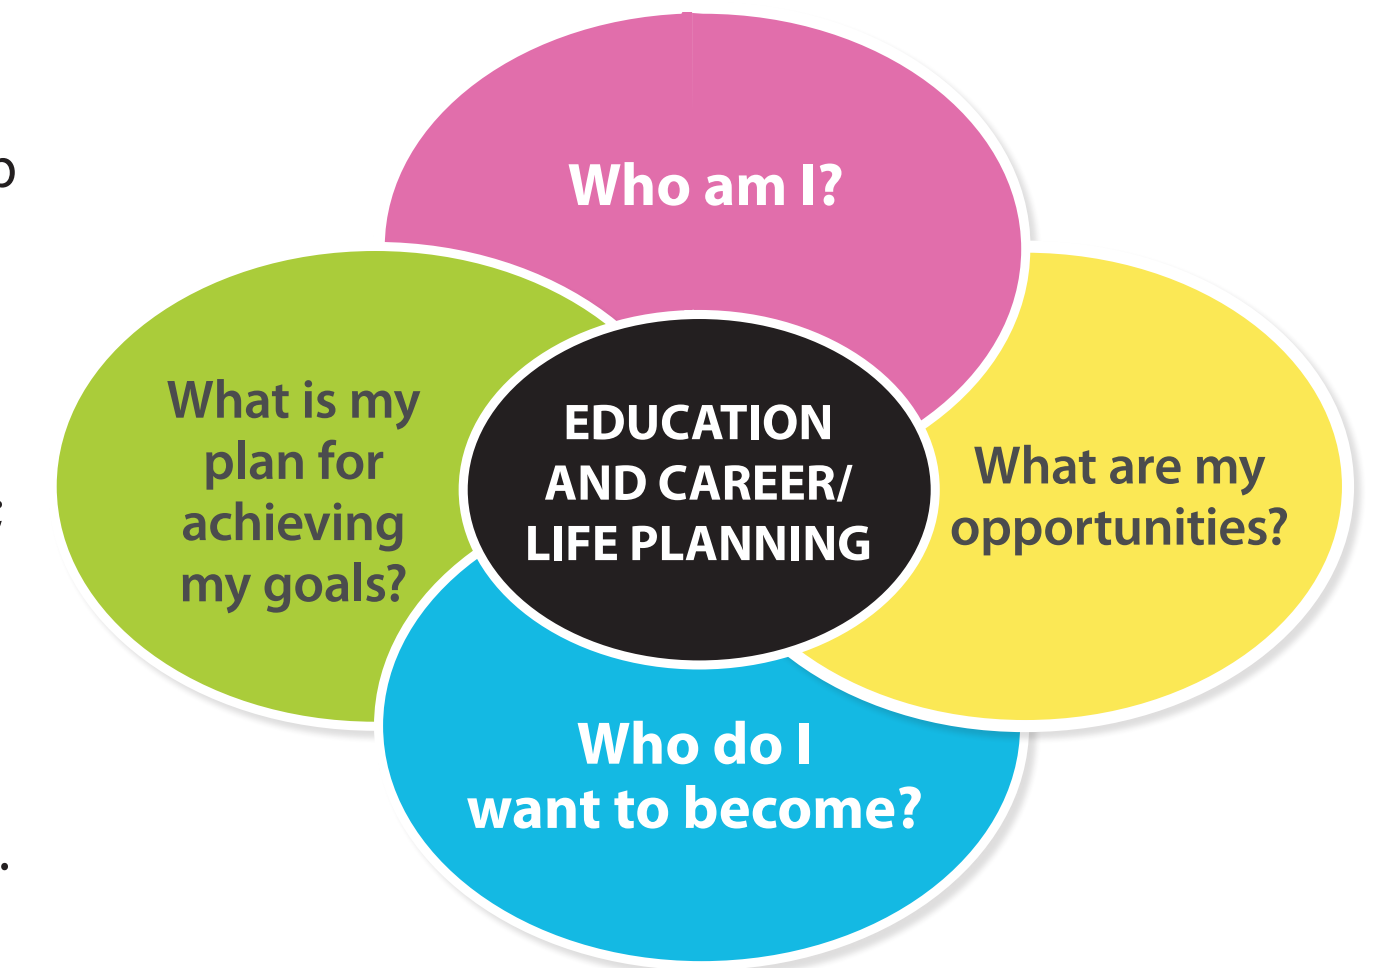 Who am I?
What is my
plan for
achieving
my goals?
EDUCATION
AND CAREER/
LIFE PLANNING
What are my
opportunities?
Who do I
want to become?